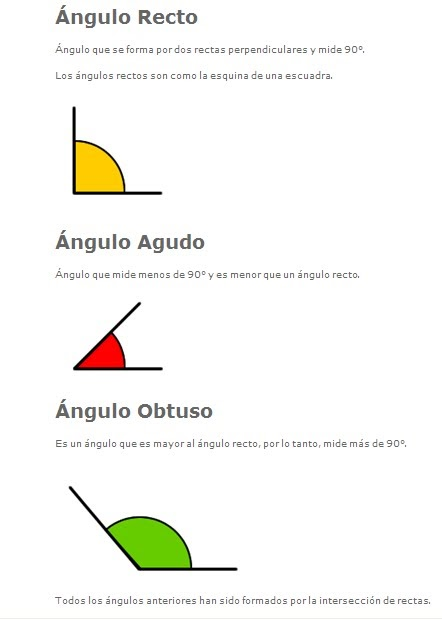 Ángulo Recto
Ángulo que se forma por dos rectas perpendiculares y mide 90º.
Los ángulos rectos son como la esquina de una escuadra.
Ángulo Agudo
Ángulo que mide menos de 90º y es menor que un ángulo recto.
Ángulo Obtuso
Es un ángulo que es mayor al ángulo recto, por lo tanto, mide más de 90º.
Todos los ángulos anteriores han sido formados por la intersección de rectas.